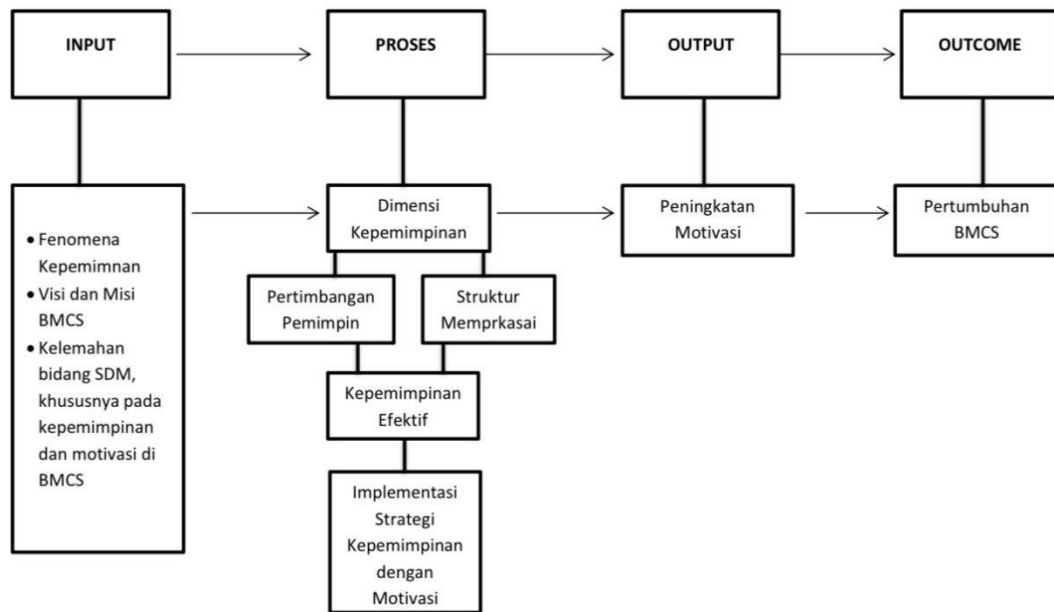 INPUT
PROSES
OUTPUT
OUTCOME
• Fenomena
Kepemimnan
• Visi dan Misi
BMCS
• Kelemahan
bidang SDM,
khususnya pada
kepemimpinan
dan motivasi di
BMCS
Dimensi
Kepemimpinan
Pertimbangan
Pemimpin
Struktur
Memprkasai
Kepemimpinan
Efektif
Implementasi
Strategi
Kepemimpinan
dengan
Motivasi
Peningkatan
Motivasi
Pertumbuhan
BMCS